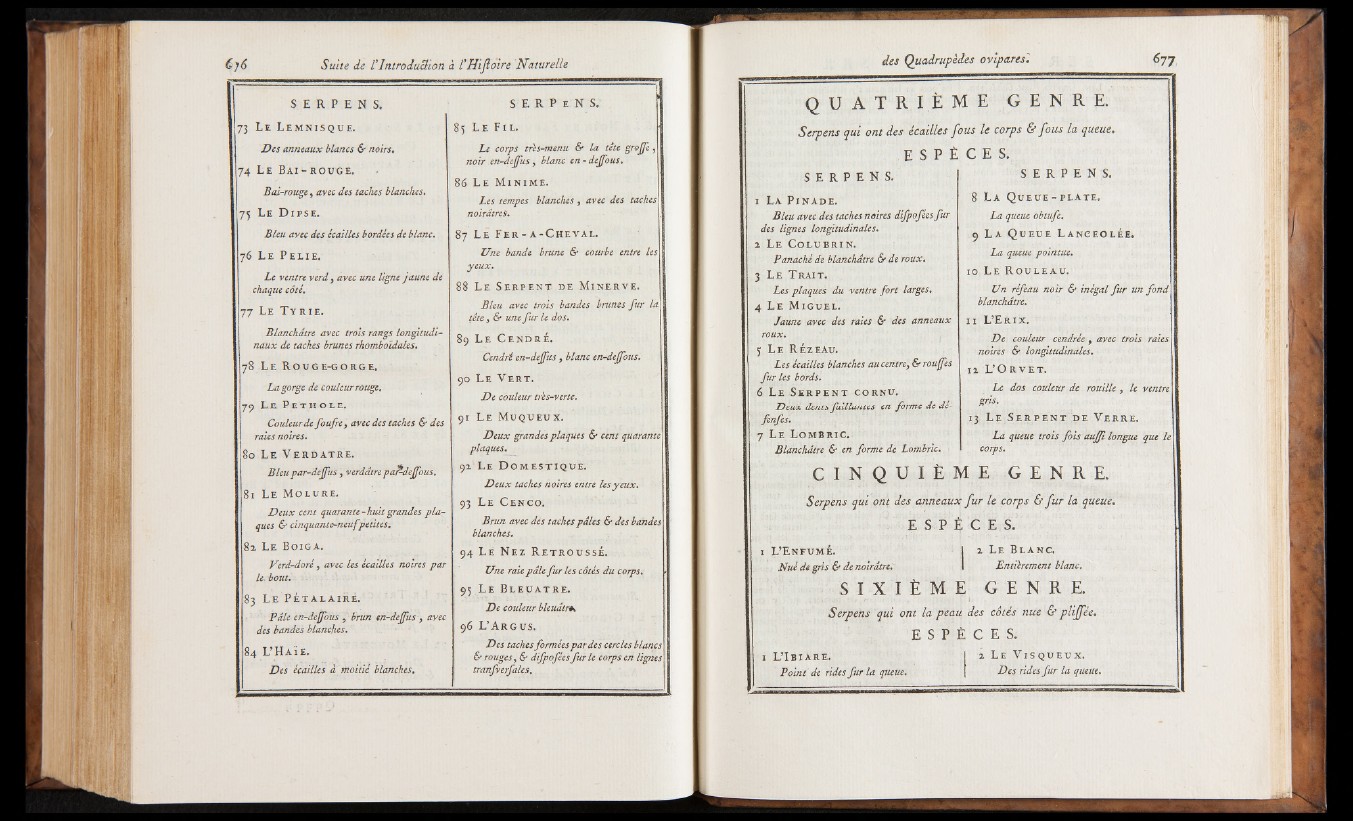 676 Suite de l'Introduction à l'Hiſtoire Naturelle
SERPENS.
73 LE LEMNISQUE.
Des anneaux blancs & noirs.
74 LE BAI-ROUGE.
Bai-rouge, avec des taches blanches.
75 LE DIPSE.
Bleu avec des écailles bordées de blanc.
76 LE PELIE.
Le ventre verd, avec une ligne jaune de
chaque côté.
77 LE TYRIE.
Blanchâtre avec trois rangs longitudi-
naux de taches brunes rhomboïdales.
78 LE ROUGE-GORGE.
La gorge de couleur rouge.
79 LE PETHOLE.
Couleur de ſoufre, avec des taches & des
raies noires.
80 LE VERDATRE.
Bleu par-deſſus, verdâtre par-deſſous.
81 LE MOLURE.
Deux cent quarante-huit grandes pla-
ques & cinquante-neuf petites.
82 LE BOIGA.
Verd-doré, avec les écailles noires par
le bout.
83 LE PÉTALAIRE.
Pâle en-deſſous, brun en-deſſus, avec
des bandes blanches.
84 L'HAÏE.
Des écailles à moitié blanches.
SERPENS.
85 LE FIL.
Le corps très-menu & la tête groſſe,
noir en-deſſus, blanc en-deſſous.
86 LE MINIME.
Les tempes blanches, avec des taches
noirâtres.
87 LE FER-A-CHEVAL.
Une bande brune & courbe entre les
yeux.
88 LE SERPENT DE MINERVE.
Bleu avec trois bandes brunes ſur la
tête, & une ſur le dos.
89 LE CENDRÉ.
Cendré en-deſſus, blanc en-deſſous.
90 LE VERT.
De couleur très-verte.
91 LE MUQUEUX.
Deux grandes plaques & cent quarante
plaques.
92 LE DOMESTIQUE.
Deux taches noires entre les yeux.
93 LE CENCO.
Brun avec des taches pâles & des bandes
blanches.
94 LE NEZ RETROUSSÉ.
Une raie pâle ſur les côtés du corps.
95 LE BLEUATRE.
De couleur bleuâtre.
96 L'ARGUS.
Des taches formées par des cercles blancs
& rouges, & diſpoſées ſur le corps en lignes
tranſverſales.
des Quadrupèdes ovipares. 677
QUATRIÈME GENRE.
Serpens qui ont des écailles ſous le corps & ſous la queue.
ESPÈCES.
SERPENS.
1 LA PINADE.
Bleu avec des taches noires diſpoſées ſur
des lignes longitudinales.
2 LE COLUBRIN.
Panaché de blanchâtre & de roux.
3 LE TRAIT.
Les plaques du ventre fort larges.
4 LE MIGUEL.
Jaune avec des raies & des anneaux
roux.
5 LE RÉZEAU.
Les écailles blanches au centre, & rouſſes
ſur les bords.
6 LE SERPENT CORNU.
Deux dents ſaillantes en forme de dé-
fenſes.
7 LE LOMBRIC.
Blanchâtre & en forme de Lombric.
SERPENS.
8 LA QUEUE-PLATE.
La queue obtuſe.
9 LA QUEUE LANCEOLÉE.
La queue pointue.
10 LE ROULEAU.
Un réſeau noir & inégal ſur un fond
blanchâtre.
11 L'ERIX.
De couleur cendrée, avec trois raies
noires & longitudinales.
12 L'ORVET.
Le dos couleur de rouille, le ventre
gris.
13 LE SERPENT DE VERRE.
La queue trois fois auſſi longue que le
corps.
CINQUIÈME GENRE.
Serpens qui ont des anneaux ſur le corps & ſur la queue.
ESPÈCES.
1 L'ENFUMÉ.
Nué de gris & de noirâtre.
2 LE BLANC.
Entièrement blanc.
SIXIÈME GENRE.
Serpens qui ont la peau des côtés nue & pliſſée.
ESPÈCES.
1 L'IBIARE.
Point de rides ſur la queue.
2 LE VISQUEUX.
Des rides ſur la queue.